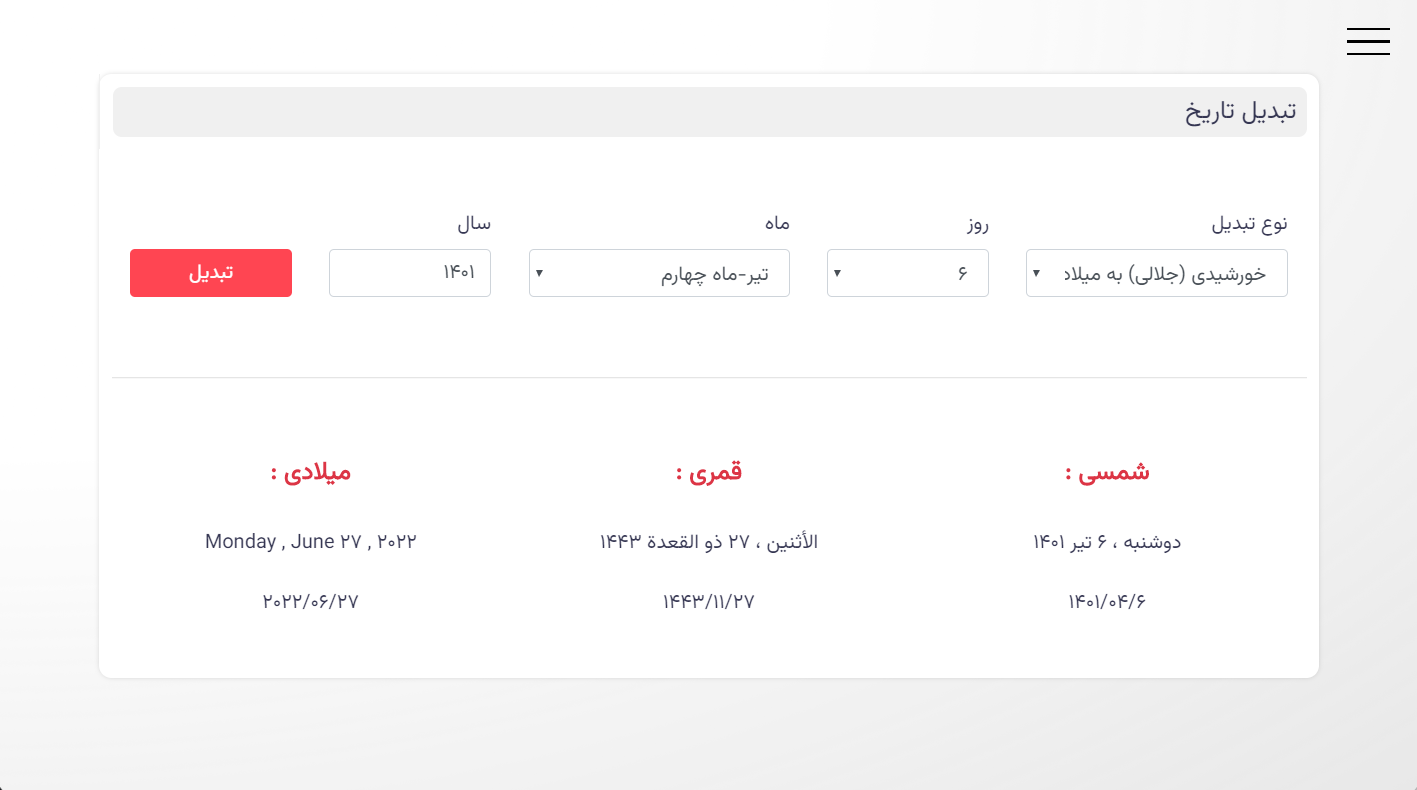 تبدیل تاریخ
نوع تبدیل
روز
ماه
سال
خورشیدی (جلالی) به میلاد
۶
تیر-ماه چهارم
۱۴۰۱
تبدیل
شمسی :
قمری :
میلادی :
دوشنبه ، ۶ تیر ۱۴۰۱
الأثنین ، ۲۷ ذو القعدة ۱۴۴۳
Monday , June ۲۷ , ۲۰۲۲
۱۴۰۱/۰۴/۶
۱۴۴۳/۱۱/۲۷
۲۰۲۲/۰۶/۲۷